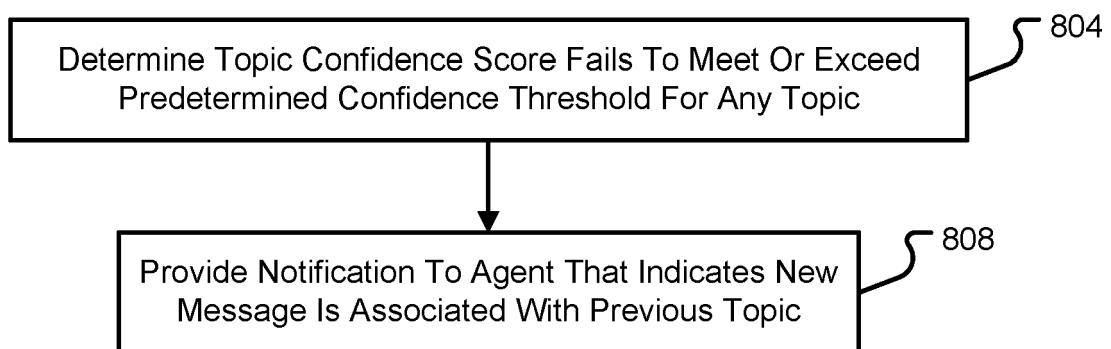 804
Determine Topic Confidence Score Fails To Meet Or Exceed
Predetermined Confidence Threshold For Any Topic
808
Provide Notification To Agent That Indicates New
Message Is Associated With Previous Topic